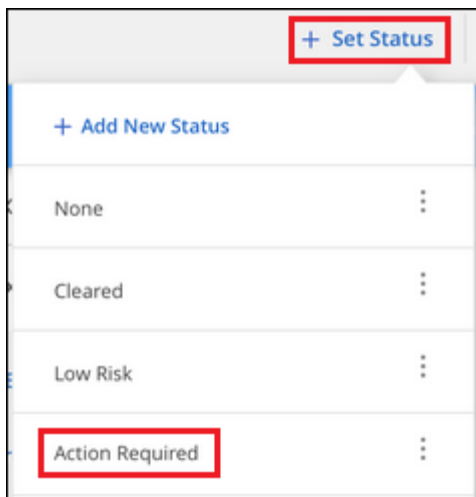 + Set Status
+ Add New Status
None
Cleared
Low Risk
Action Required